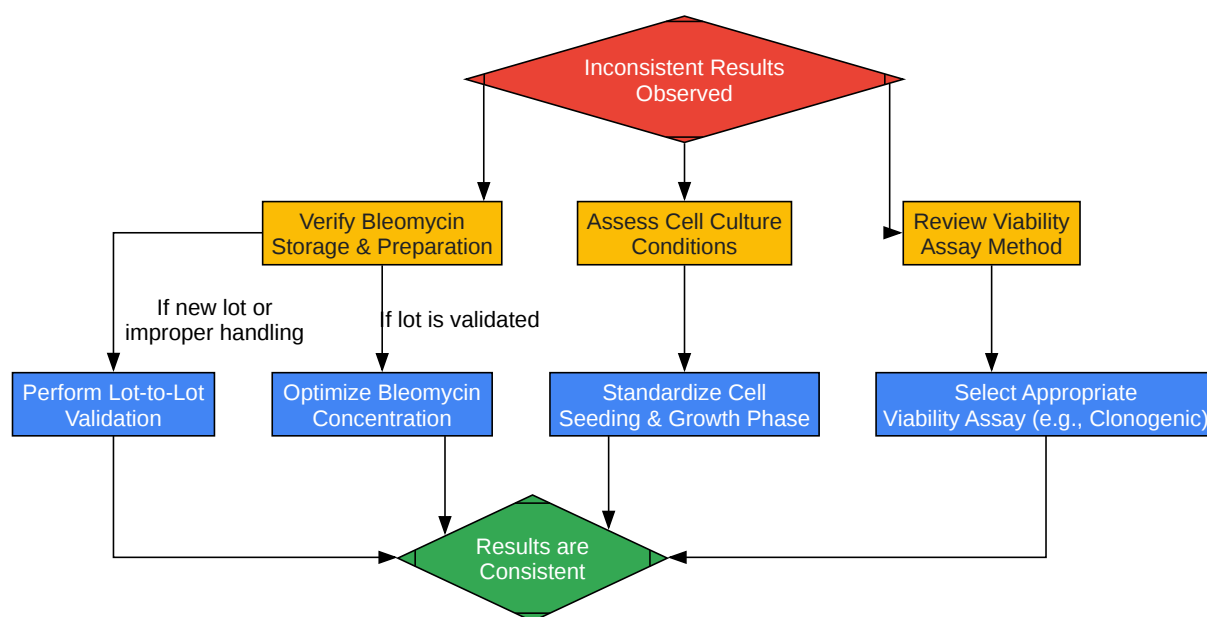 Inconsistent Results
Observed
Verify Bleomycin
Storage & Preparation
Assess Cell Culture
Conditions
Review Viability
Assay Method
If new lot or
improper handling
If lot is validated
Perform Lot-to-Lot
Validation
Optimize Bleomycin
Concentration
Standardize Cell
Seeding & Growth Phase
Select Appropriate
Viability Assay (e.g., Clonogenic)
Results are
Consistent